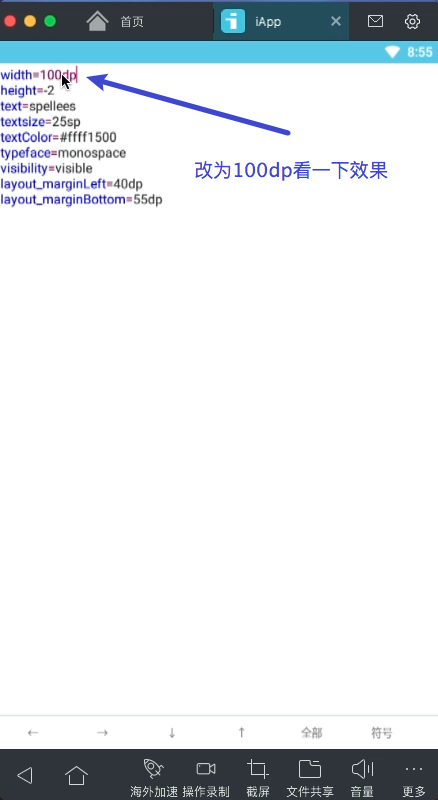 首页
iApp
8:55
width=100dp
height=-2
text=spellees
textsize=25sp
textColor=#ffff1500
typeface=monospace
visibility=visible
layout_marginLeft=40dp
layout_marginBottom=55dp
改为100dp看一下效果
← → ↓ ↑ 全部 符号
海外加速 操作录制 截屏 文件共享 音量 更多